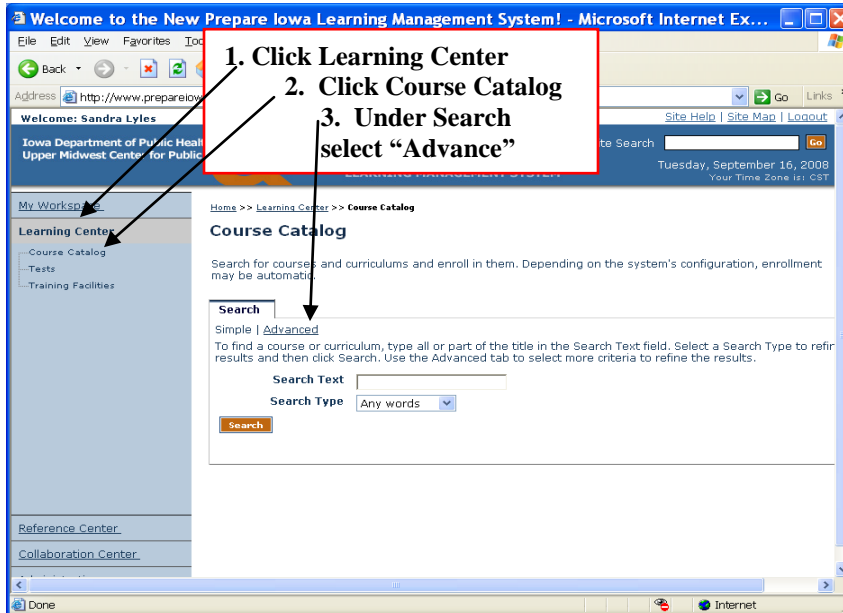 Welcome to the New Prepare Iowa Learning Management System! - Microsoft Internet Ex...
File Edit View Favorites
1. Click Learning Center
2. Click Course Catalog
3. Under Search
select “Advance”
Back
Address http://www.prepareiow
Go Links
Welcome: Sandra Lyles
Site Help | Site Map | Logout
Iowa Department of Public Hea
Upper Midwest Center for Public
Search Go
LEARNING MANAGEMENT SYSTEM
Tuesday, September 16, 2008
Your Time Zone is: CST
My Workspace
Home >> Learning Center >> Course Catalog
Learning Center
Course Catalog
Course Catalog
Tests
Training Facilities
Search for courses and curriculums and enroll in them. Depending on the system's configuration, enrollment
may be automatic.
Search
Simple | Advanced
To find a course or curriculum, type all or part of the title in the Search Text field. Select a Search Type to refir
results and then click Search. Use the Advanced tab to select more criteria to refine the results.
Search Text
Search Type Any words
Search
Reference Center
Collaboration Center
Done
Internet